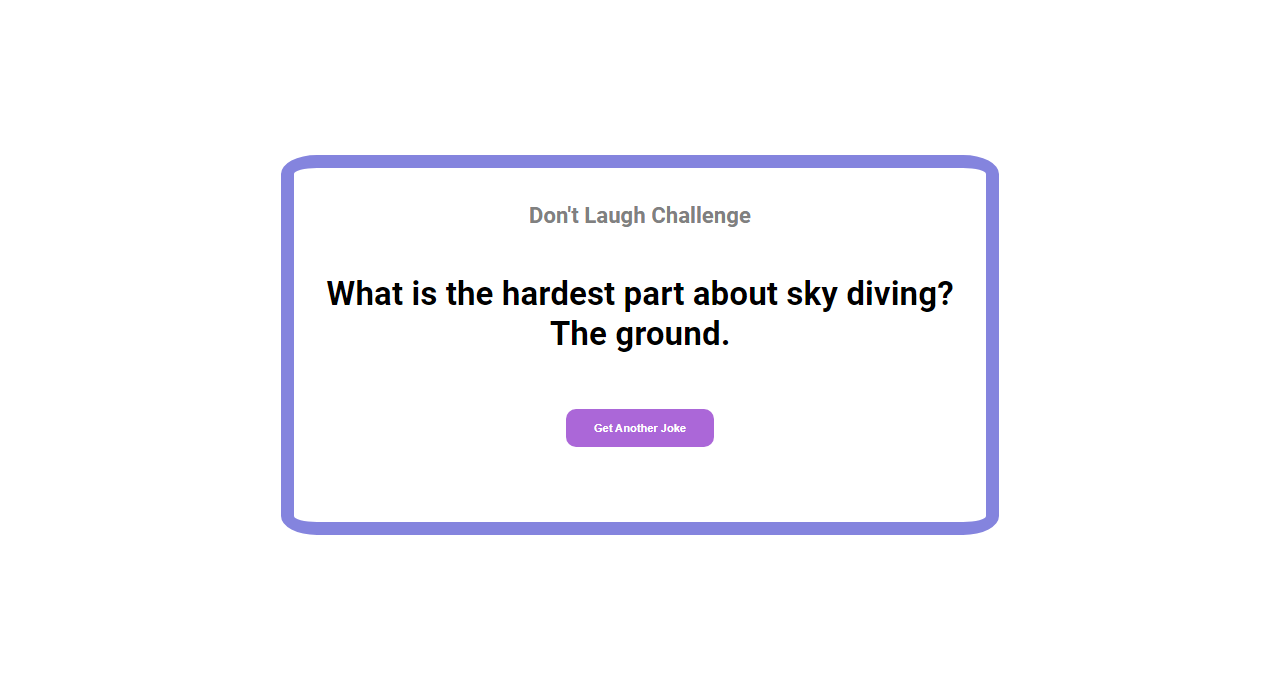 Don't Laugh Challenge
What is the hardest part about sky diving?
The ground.
Get Another Joke